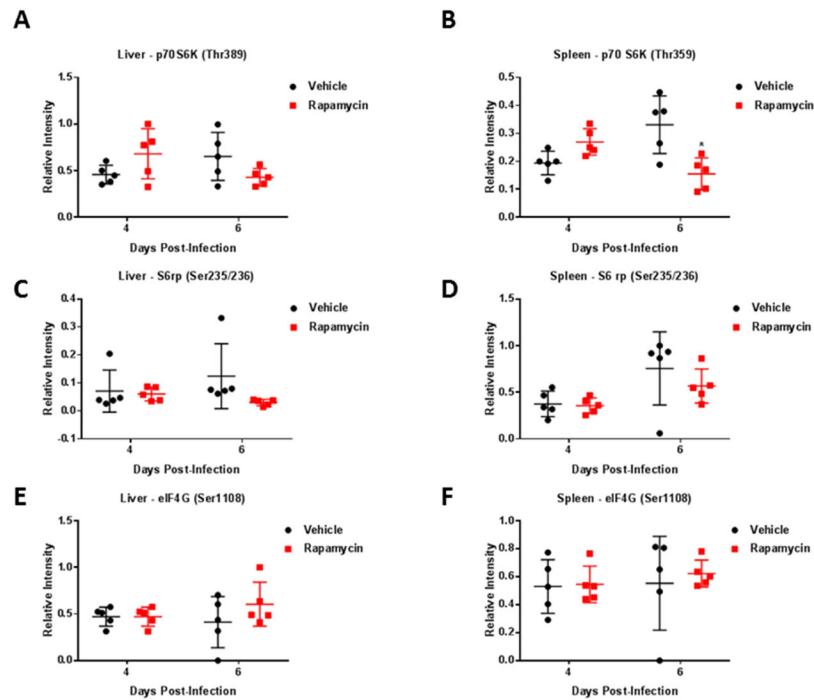 A
Liver - p70S6K (Thr389)
Relative Intensity
1.5
1.0
0.5
0.0
4
6
Days Post-Infection
Vehicle
Rapamycin
B
Spleen - p70 S6K (Thr359)
Relative Intensity
0.5
0.4
0.3
0.2
0.1
0.0
*
4
6
Days Post-Infection
Vehicle
Rapamycin
C
Liver - S6rp (Ser235/236)
Relative Intensity
0.4
0.3
0.2
0.1
0.0
-0.1
4
6
Days Post-Infection
Vehicle
Rapamycin
D
Spleen - S6 rp (Ser235/236)
Relative Intensity
1.5
1.0
0.5
0.0
4
6
Days Post-Infection
Vehicle
Rapamycin
E
Liver - eIF4G (Ser1108)
Relative Intensity
1.5
1.0
0.5
0.0
4
6
Days Post-Infection
Vehicle
Rapamycin
F
Spleen - eIF4G (Ser1108)
Relative Intensity
1.0
0.8
0.6
0.4
0.2
0.0
4
6
Days Post-Infection
Vehicle
Rapamycin